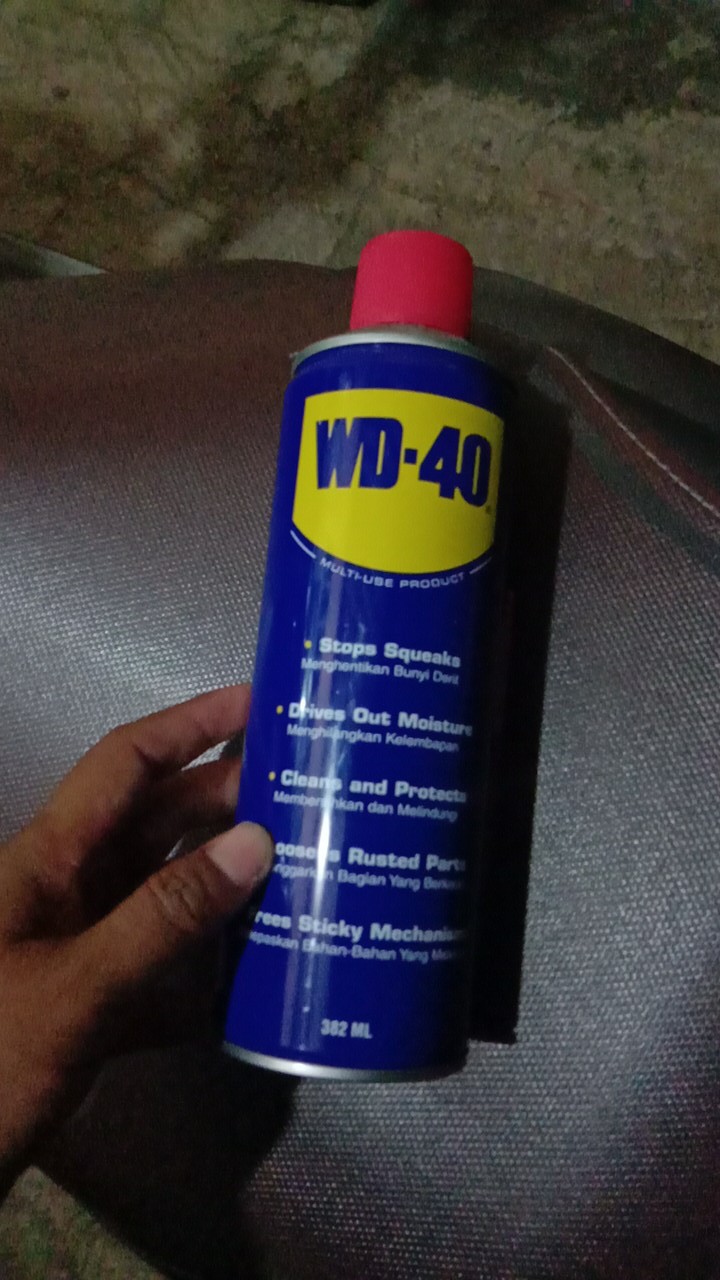 WD-40
MULTI-USE PRODUCT
• Stops Squeaks
Menghentikan Bunyi Derit
• Drives Out Moisture
Menghilangkan Kelembapan
• Cleans and Protects
Membersihkan dan Melindungi
Rusted Parts
Bagian Yang
Sticky
Bahan-Bahan Yang
382 ML